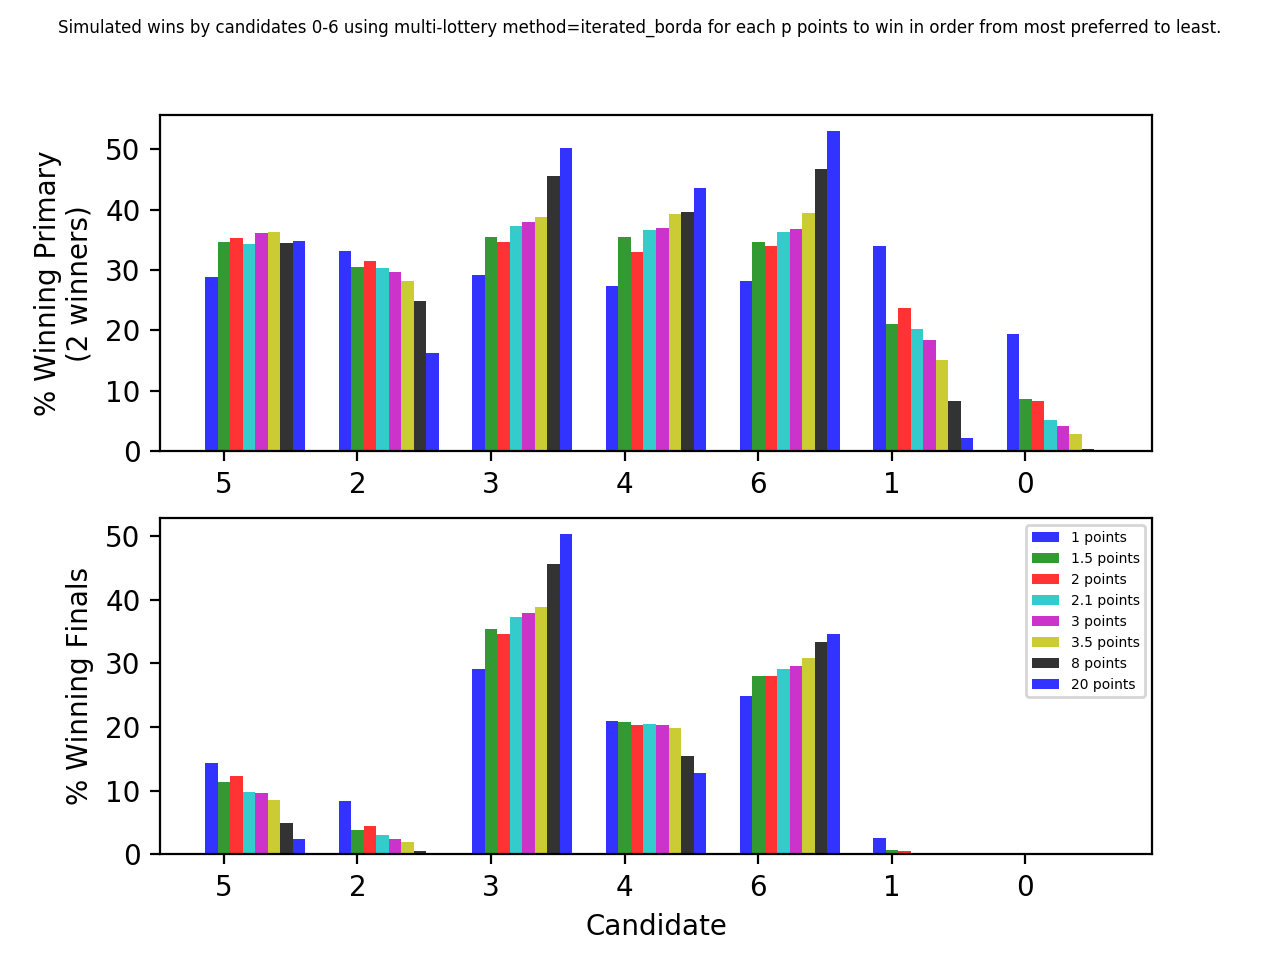 Simulated wins by candidates 0-6 using multi-lottery method=iterated_borda for each p points to win in order from most preferred to least.
% Winning Primary
(2 winners)
50
40
30
20
10
0
5 2 3 4 6 1 0
% Winning Finals
50
40
30
20
10
0
1 points
1.5 points
2 points
2.1 points
3 points
3.5 points
8 points
20 points
5 2 3 4 6 1 0
Candidate